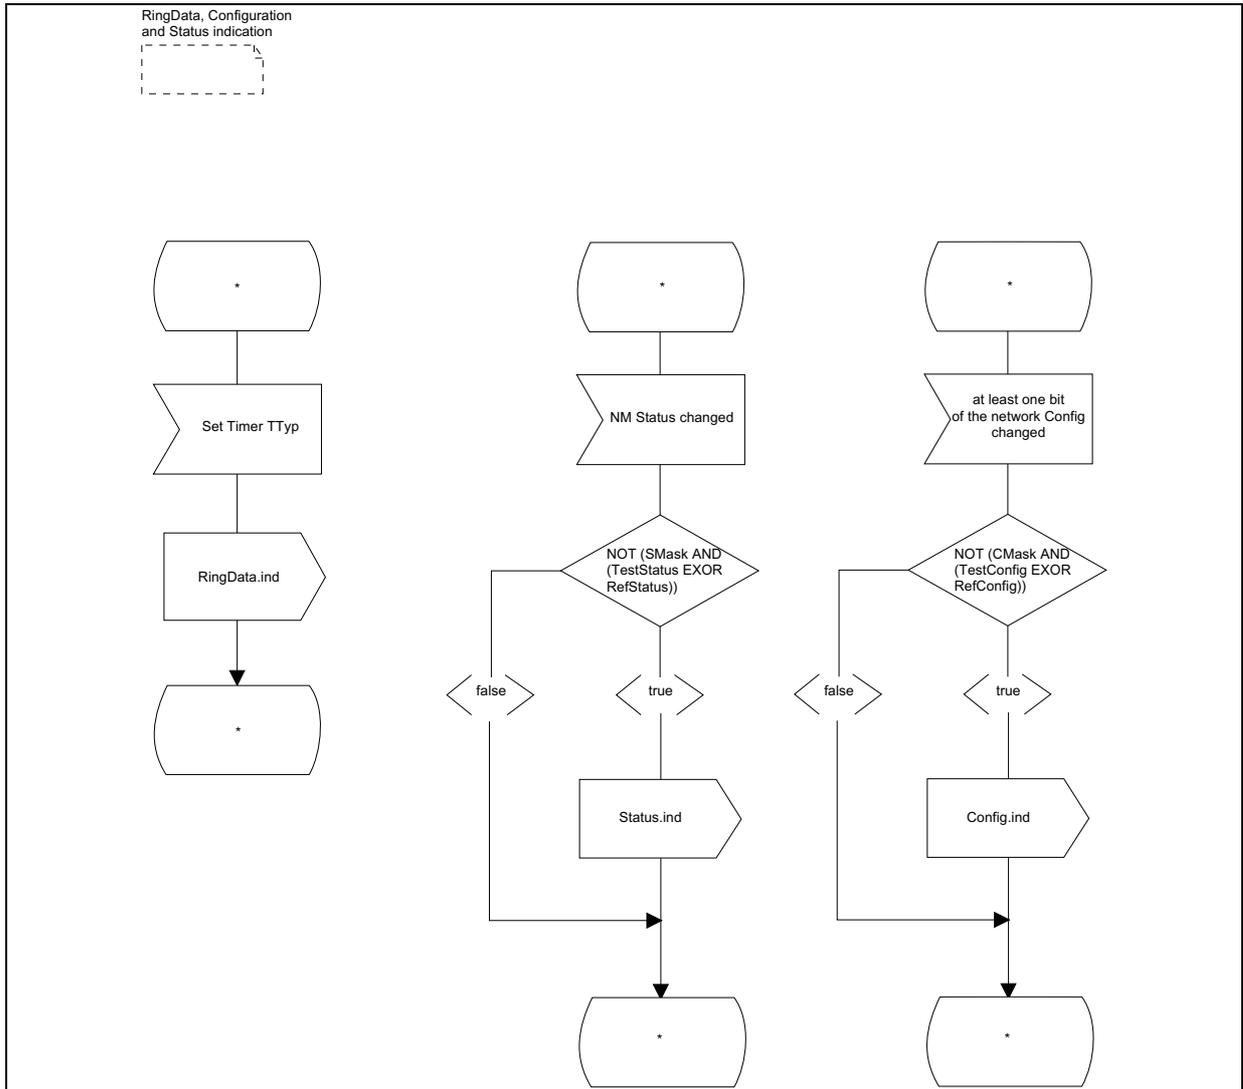 RingData, Configuration
and Status indication
*
Set Timer TTyp
RingData.ind
*
*
NM Status changed
NOT (SMask AND
(TestStatus EXOR
RefStatus))
false
true
Status.ind
*
*
at least one bit
of the network Config
changed
NOT (CMask AND
(TestConfig EXOR
RefConfig))
false
true
Config.ind
*